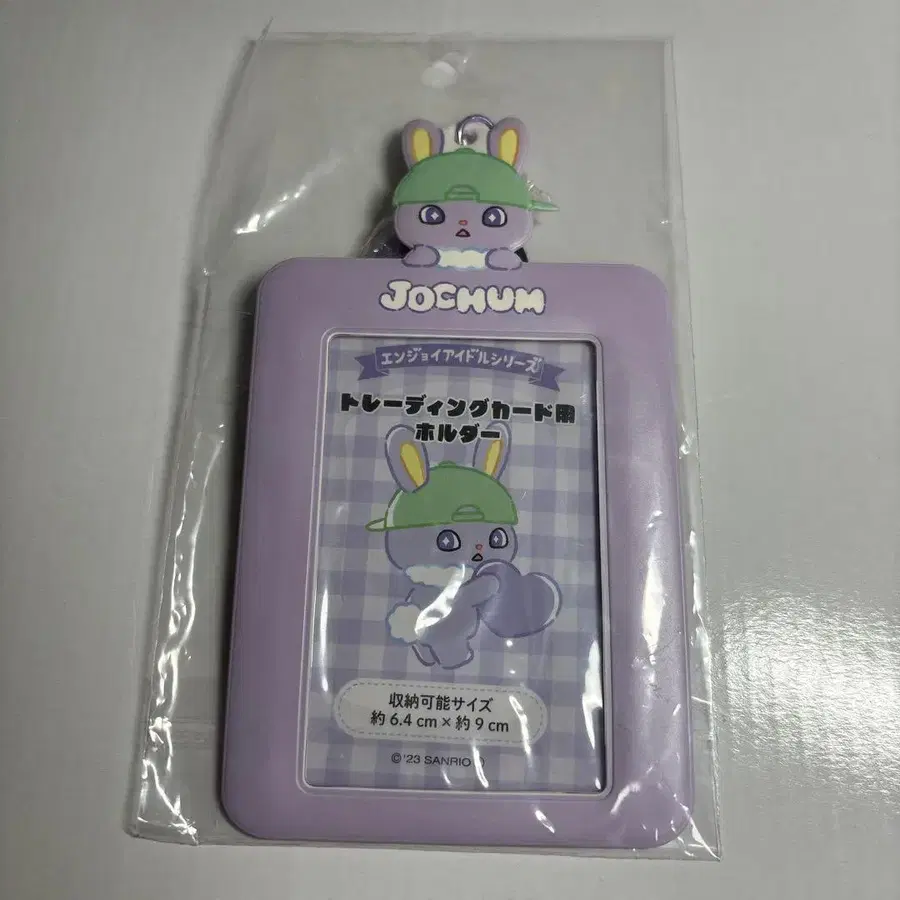 JOCHUM
エンジョイアイドルシリーズ
トレーディングカード用
ホルダー
収納可能サイズ
約 6.4 cm × 約 9 cm
©'23 SANRIO